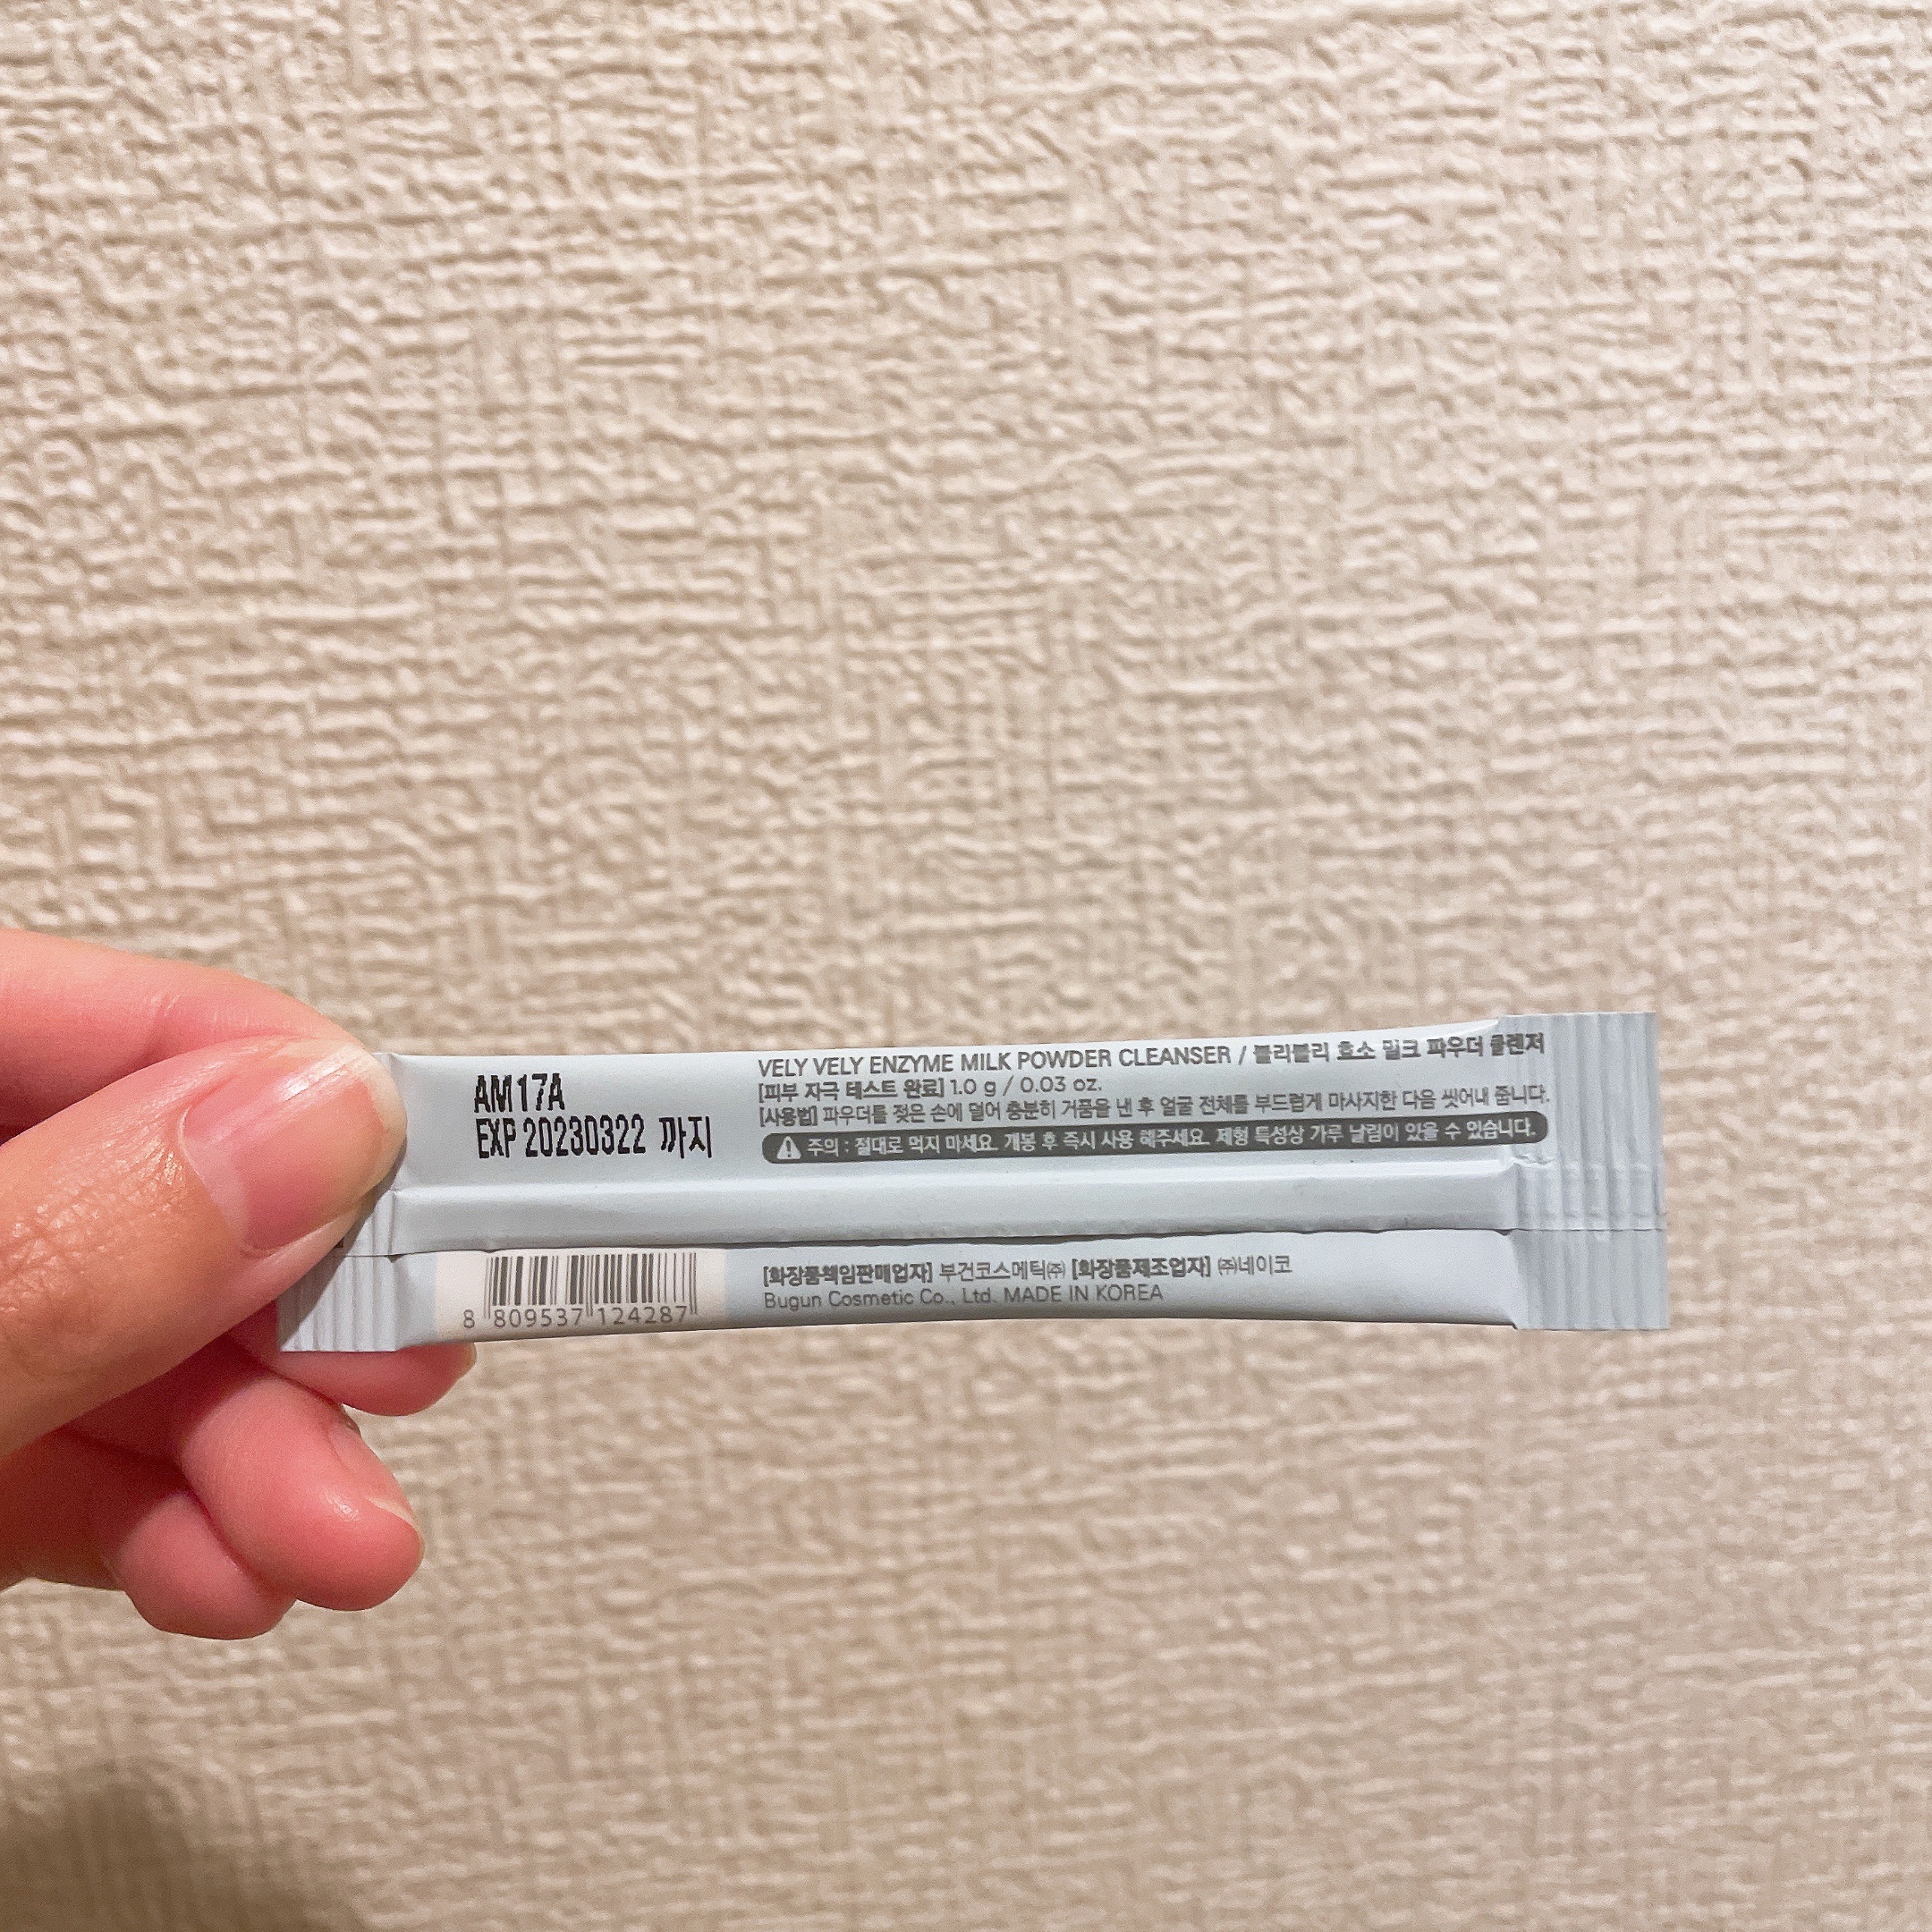 AM17A
EXP 20230322 까지
VELY VELY ENZYME MILK POWDER CLEANSER / 블리블리 효소 밀크 파우더 클렌저
[피부 자극 테스트 완료] 1.0 g / 0.03 oz.
[사용법] 파우더를 젖은 손에 덜어 충분히 거품을 낸 후 얼굴 전체를 부드럽게 마사지한 다음 씻어내 줍니다.
주의 : 절대로 먹지 마세요. 개봉 후 즉시 사용 해주세요. 제형 특성상 가루 날림이 있을 수 있습니다.
8 809537 124287
[화장품책임판매업자] 부건코스메틱㈜ [화장품제조업자] ㈜네이코
Bugun Cosmetic Co., Ltd. MADE IN KOREA